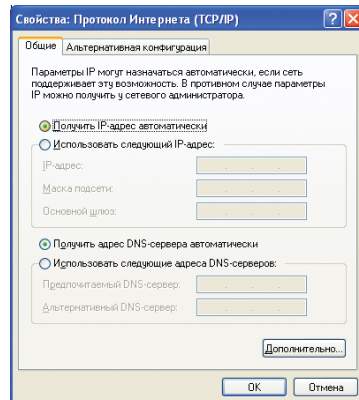 Свойства: Протокол Интернета (TCP/IP)
Общие
Альтернативная конфигурация
Параметры IP могут назначаться автоматически, если сеть
поддерживает эту возможность. В противном случае параметры
IP можно получить у сетевого администратора.
Получить IP-адрес автоматически
Использовать следующий IP-адрес:
IP-адрес:
Маска подсети:
Основной шлюз:
Получить адрес DNS-сервера автоматически
Использовать следующие адреса DNS-серверов:
Предпочитаемый DNS-сервер:
Альтернативный DNS-сервер:
Дополнительно...
OK
Отмена